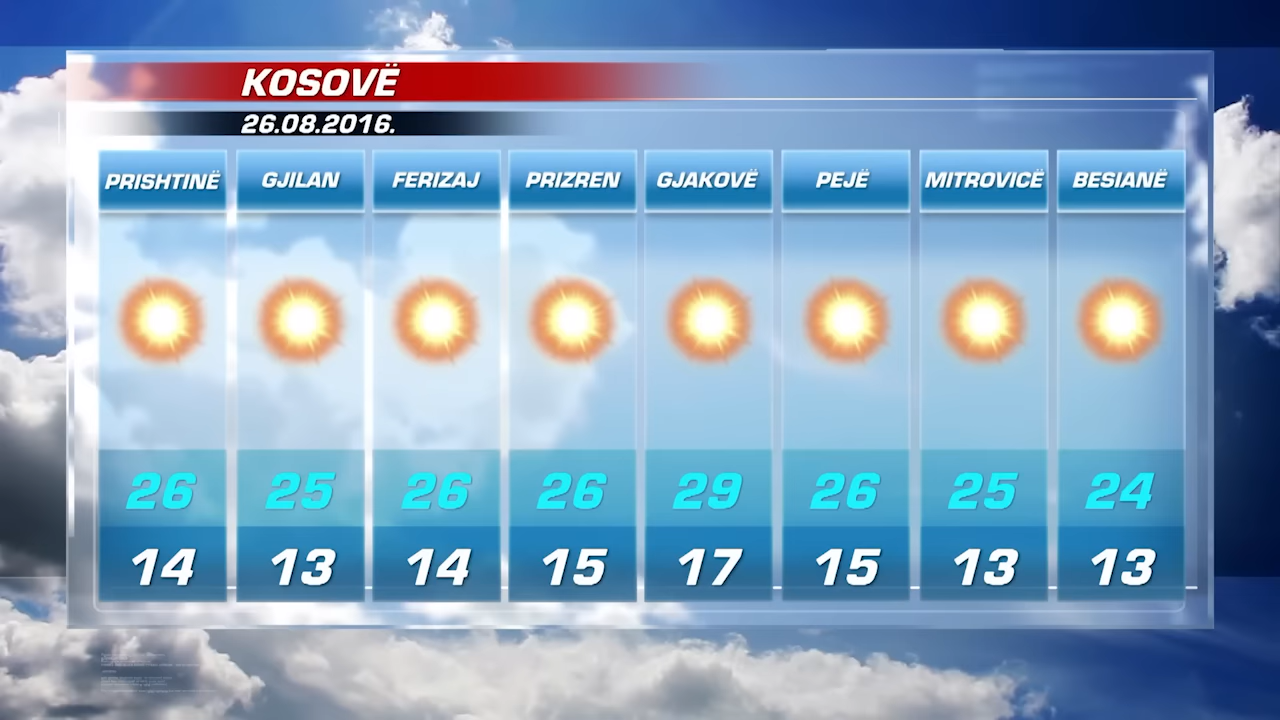 KOSOVË
26.08.2016.
PRISHTINË GJILAN FERIZAJ PRIZREN GJAKOVË PEJË MITROVICË BESIANË
26 25 26 26 29 26 25 24
14 13 14 15 17 15 13 13